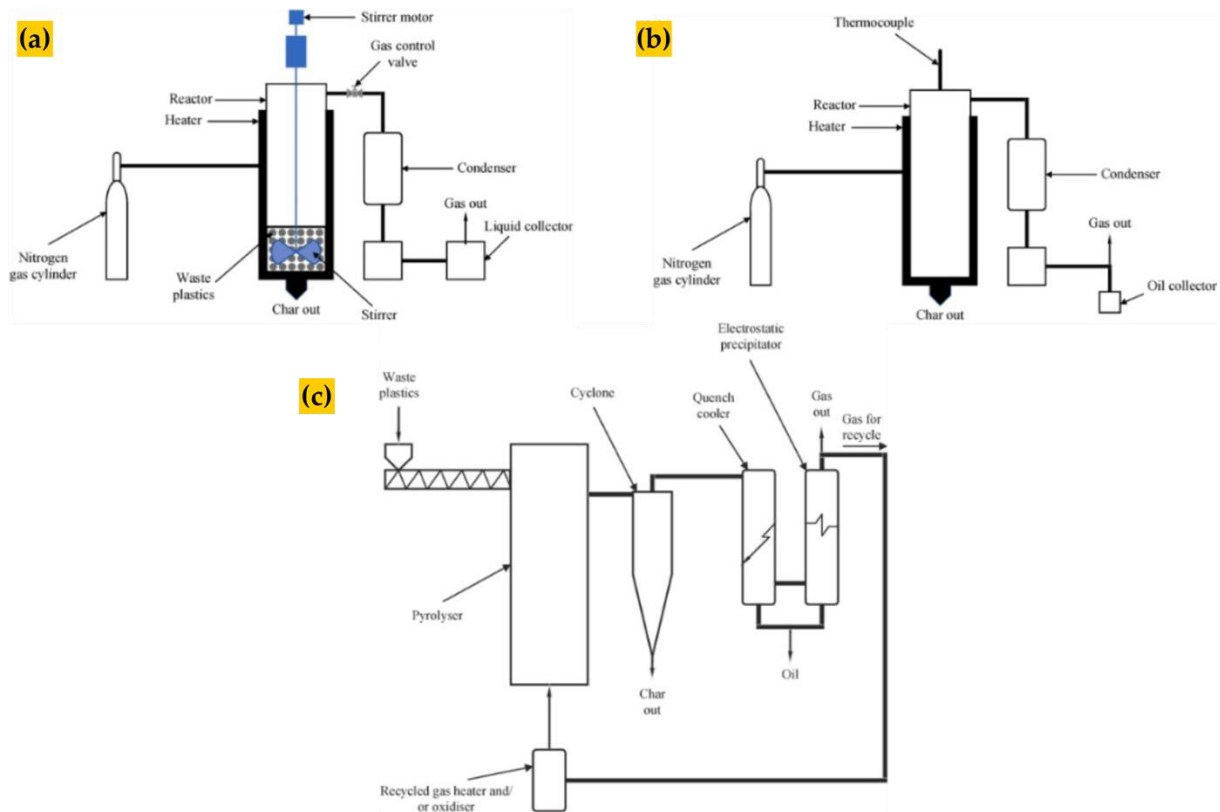 (a)
Stirrer motor
Gas control
valve
Reactor
Heater
Condenser
Gas out
Liquid collector
Nitrogen
gas cylinder
Waste
plastics
Char out
Stirrer
(b)
Thermocouple
Reactor
Heater
Condenser
Gas out
Nitrogen
gas cylinder
Oil collector
Char out
(c)
Waste
plastics
Cyclone
Quench
cooler
Electrostatic
precipitator
Gas
out
Gas for
recycle
Pyrolyser
Char
out
Oil
Recycled gas heater and/
or oxidiser